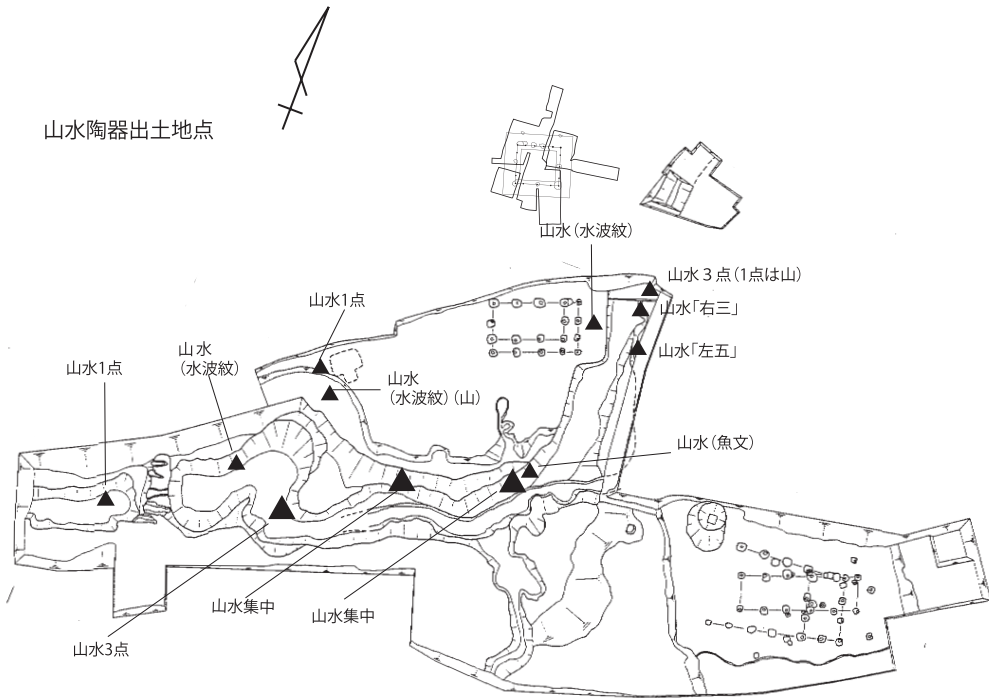 山水陶器出土地点
山水（水波紋）
山水３点（1点は山）
山水1点
山水「右三」
山水
（水波紋）
山水「左五」
山水1点
山水
（水波紋）（山）
山水（魚文）
山水集中
山水集中
山水3点